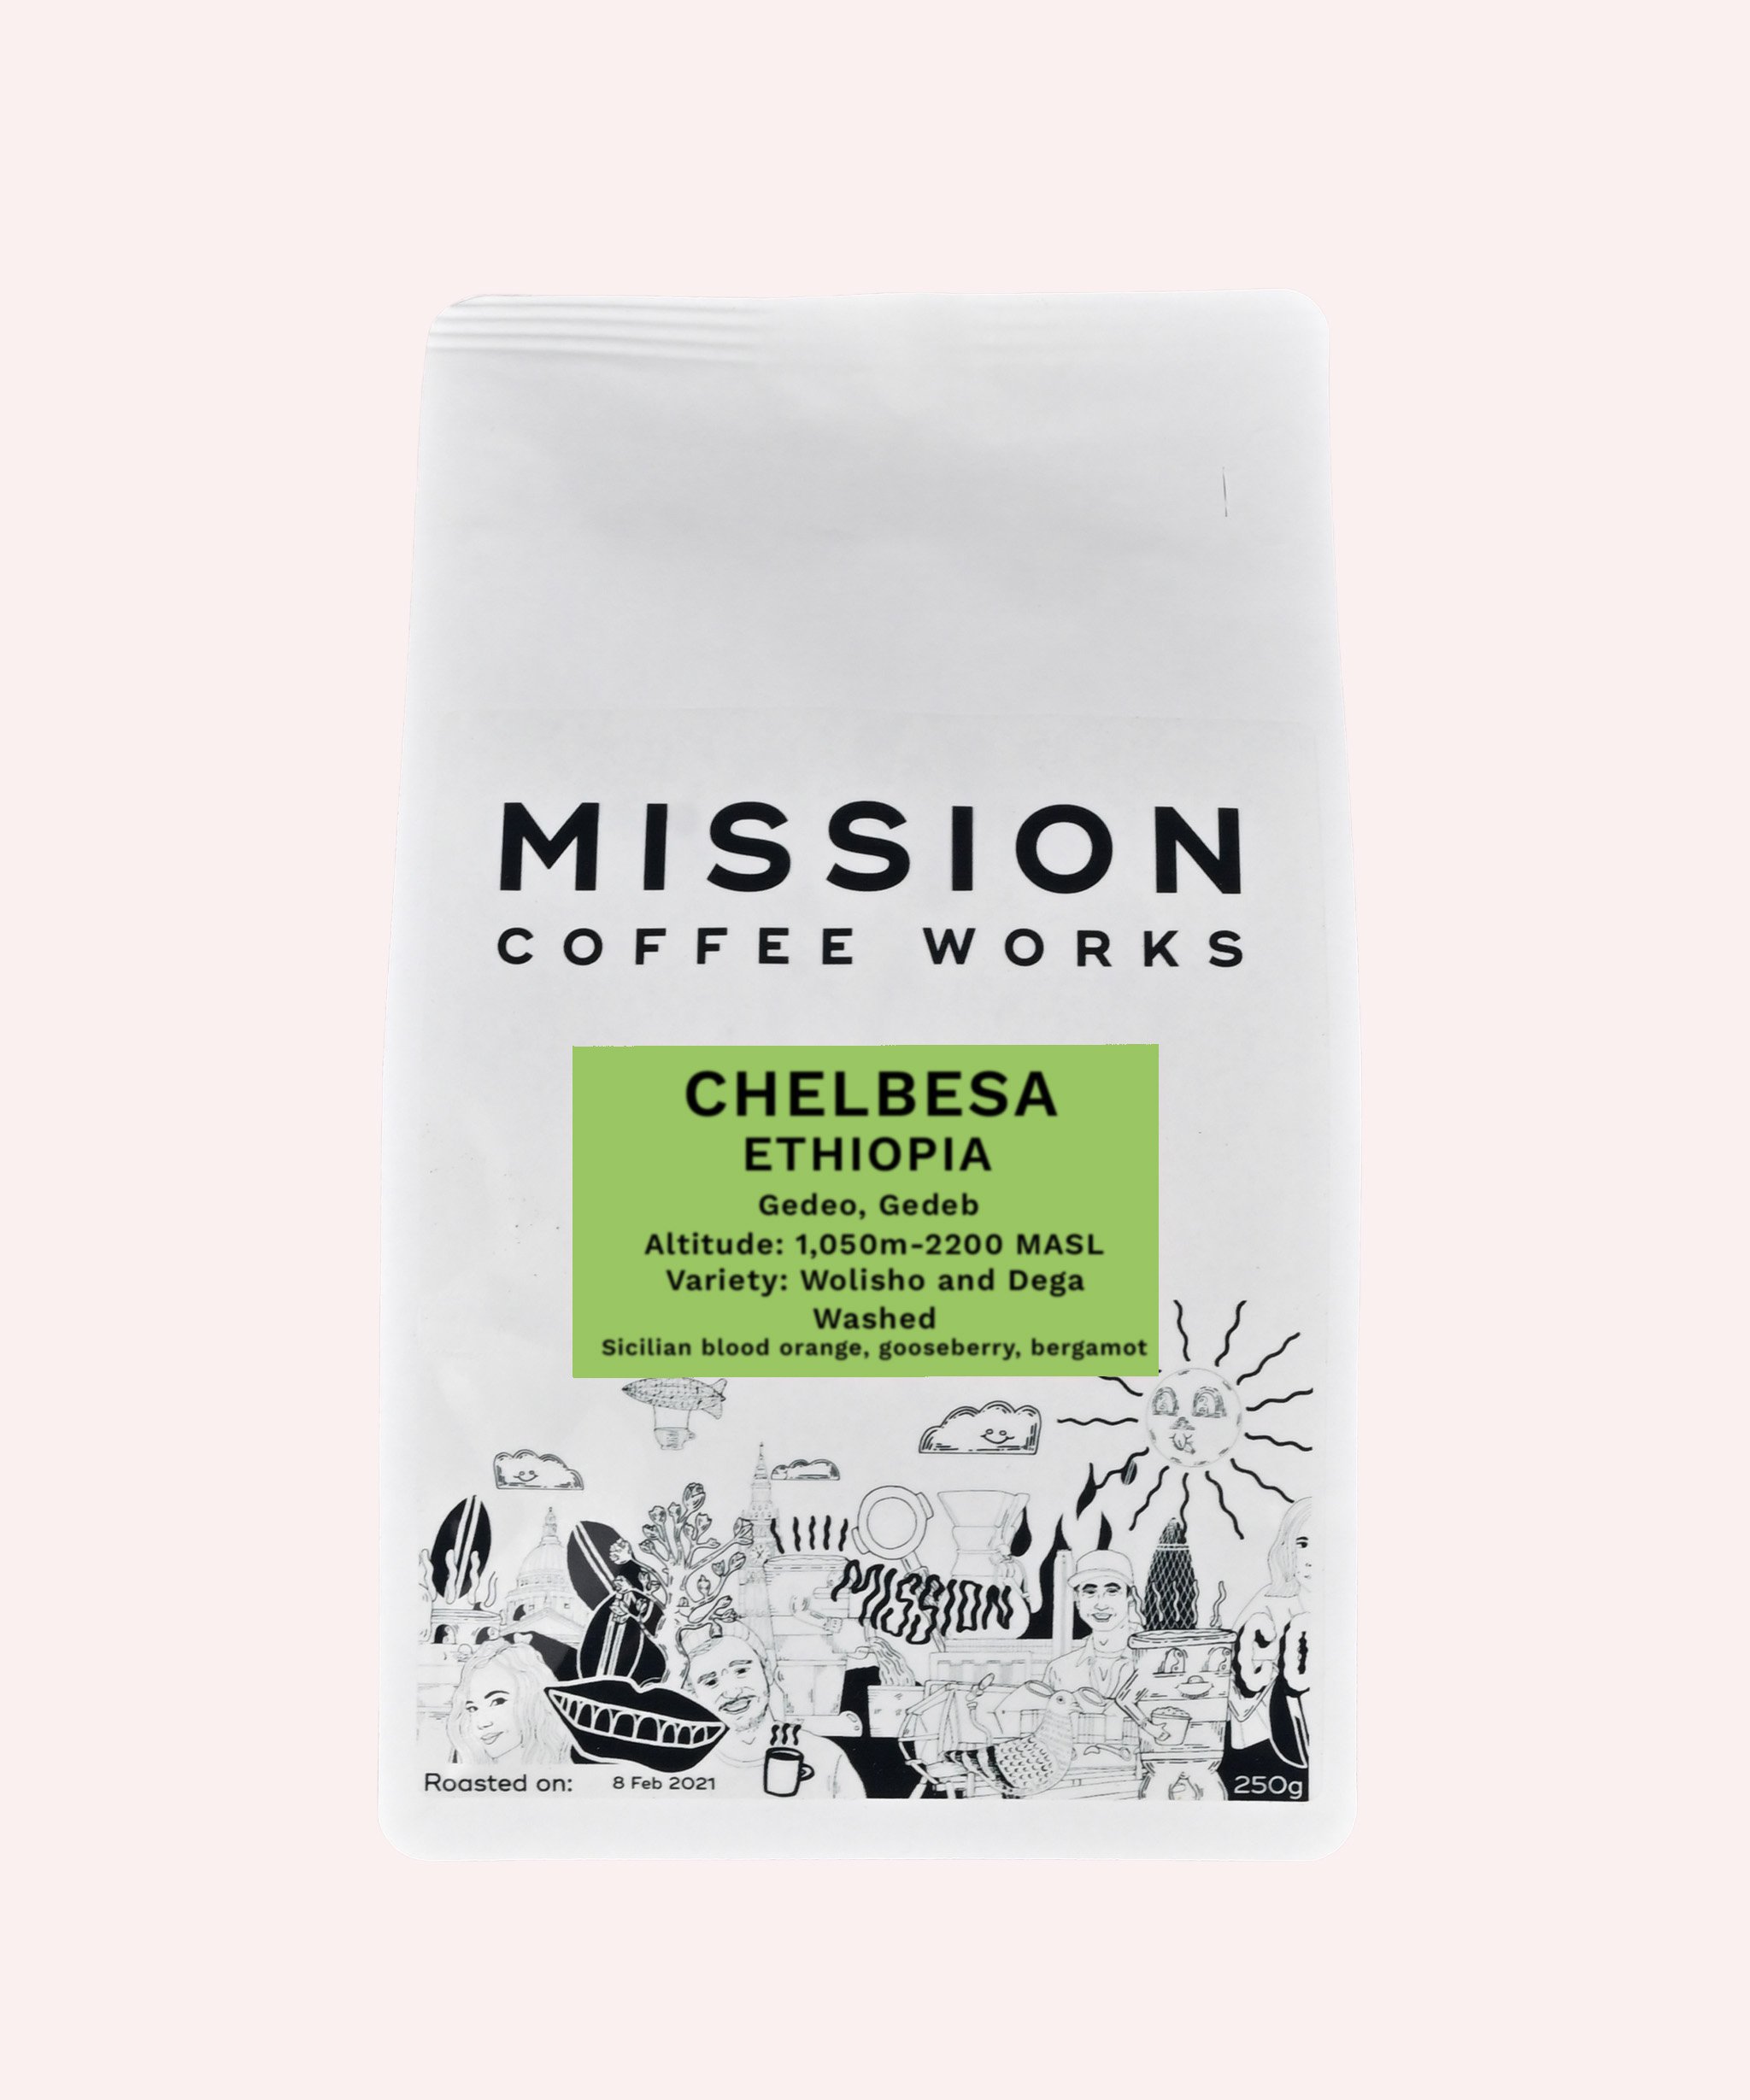 MISSION
COFFEE WORKS
CHELBESA
ETHIOPIA
Gedeo, Gedeb
Altitude: 1,050m-2200 MASL
Variety: Wolisho and Dega
Washed
Sicilian blood orange, gooseberry, bergamot
MISSION
CO
Roasted on: 8 Feb 2021
250g